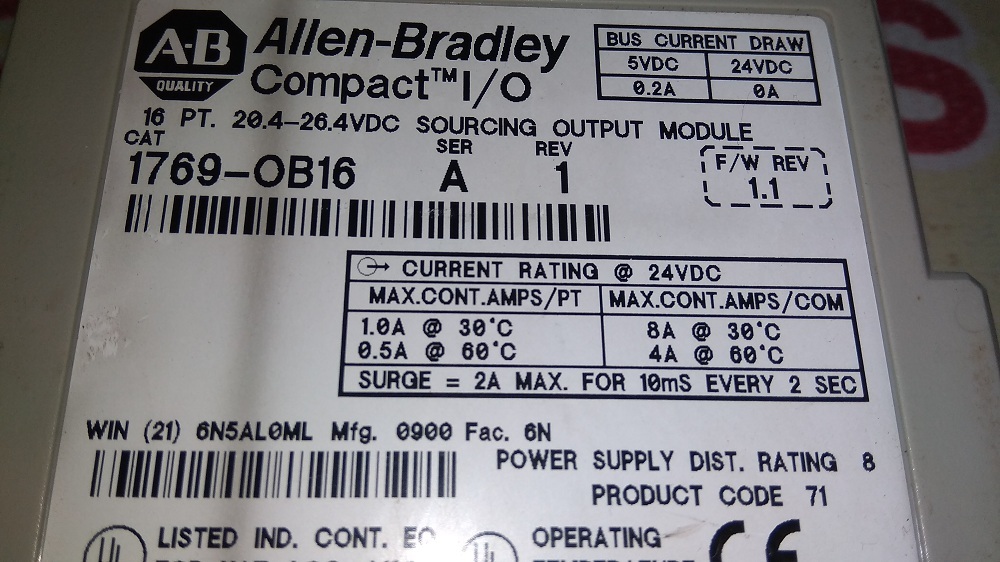 A-B
QUALITY
Allen-Bradley
Compact™ I/O
BUS CURRENT DRAW
5VDC 24VDC
0.2A 0A
16 PT. 20.4-26.4VDC SOURCING OUTPUT MODULE
CAT SER REV
1769-OB16 A 1
F/W REV
1.1
CURRENT RATING @ 24VDC
MAX.CONT.AMPS/PT MAX.CONT.AMPS/COM
1.0A @ 30°C 8A @ 30°C
0.5A @ 60°C 4A @ 60°C
SURGE = 2A MAX. FOR 10mS EVERY 2 SEC
WIN (21) 6N5AL0ML Mfg. 0900 Fac. 6N
POWER SUPPLY DIST. RATING 8
PRODUCT CODE 71
UL LISTED IND. CONT. EQ OPERATING CE
S